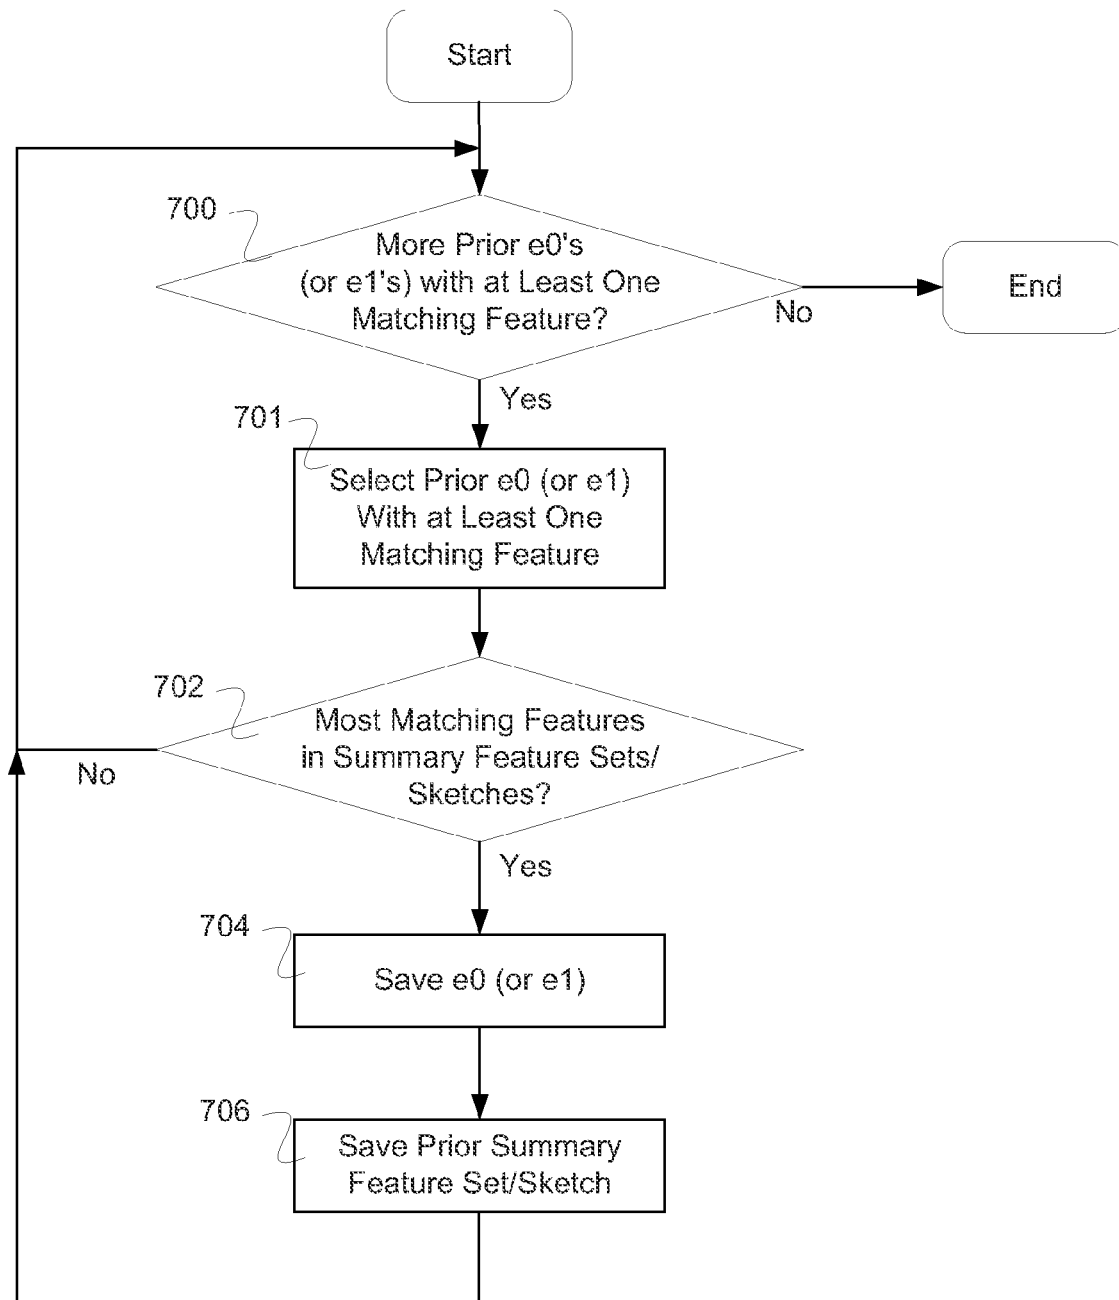 Start
700
More Prior e0's
(or e1's) with at Least One
Matching Feature?
End
No
Yes
701
Select Prior e0 (or e1)
With at Least One
Matching Feature
702
Most Matching Features
in Summary Feature Sets/
Sketches?
No
Yes
704
Save e0 (or e1)
706
Save Prior Summary
Feature Set/Sketch